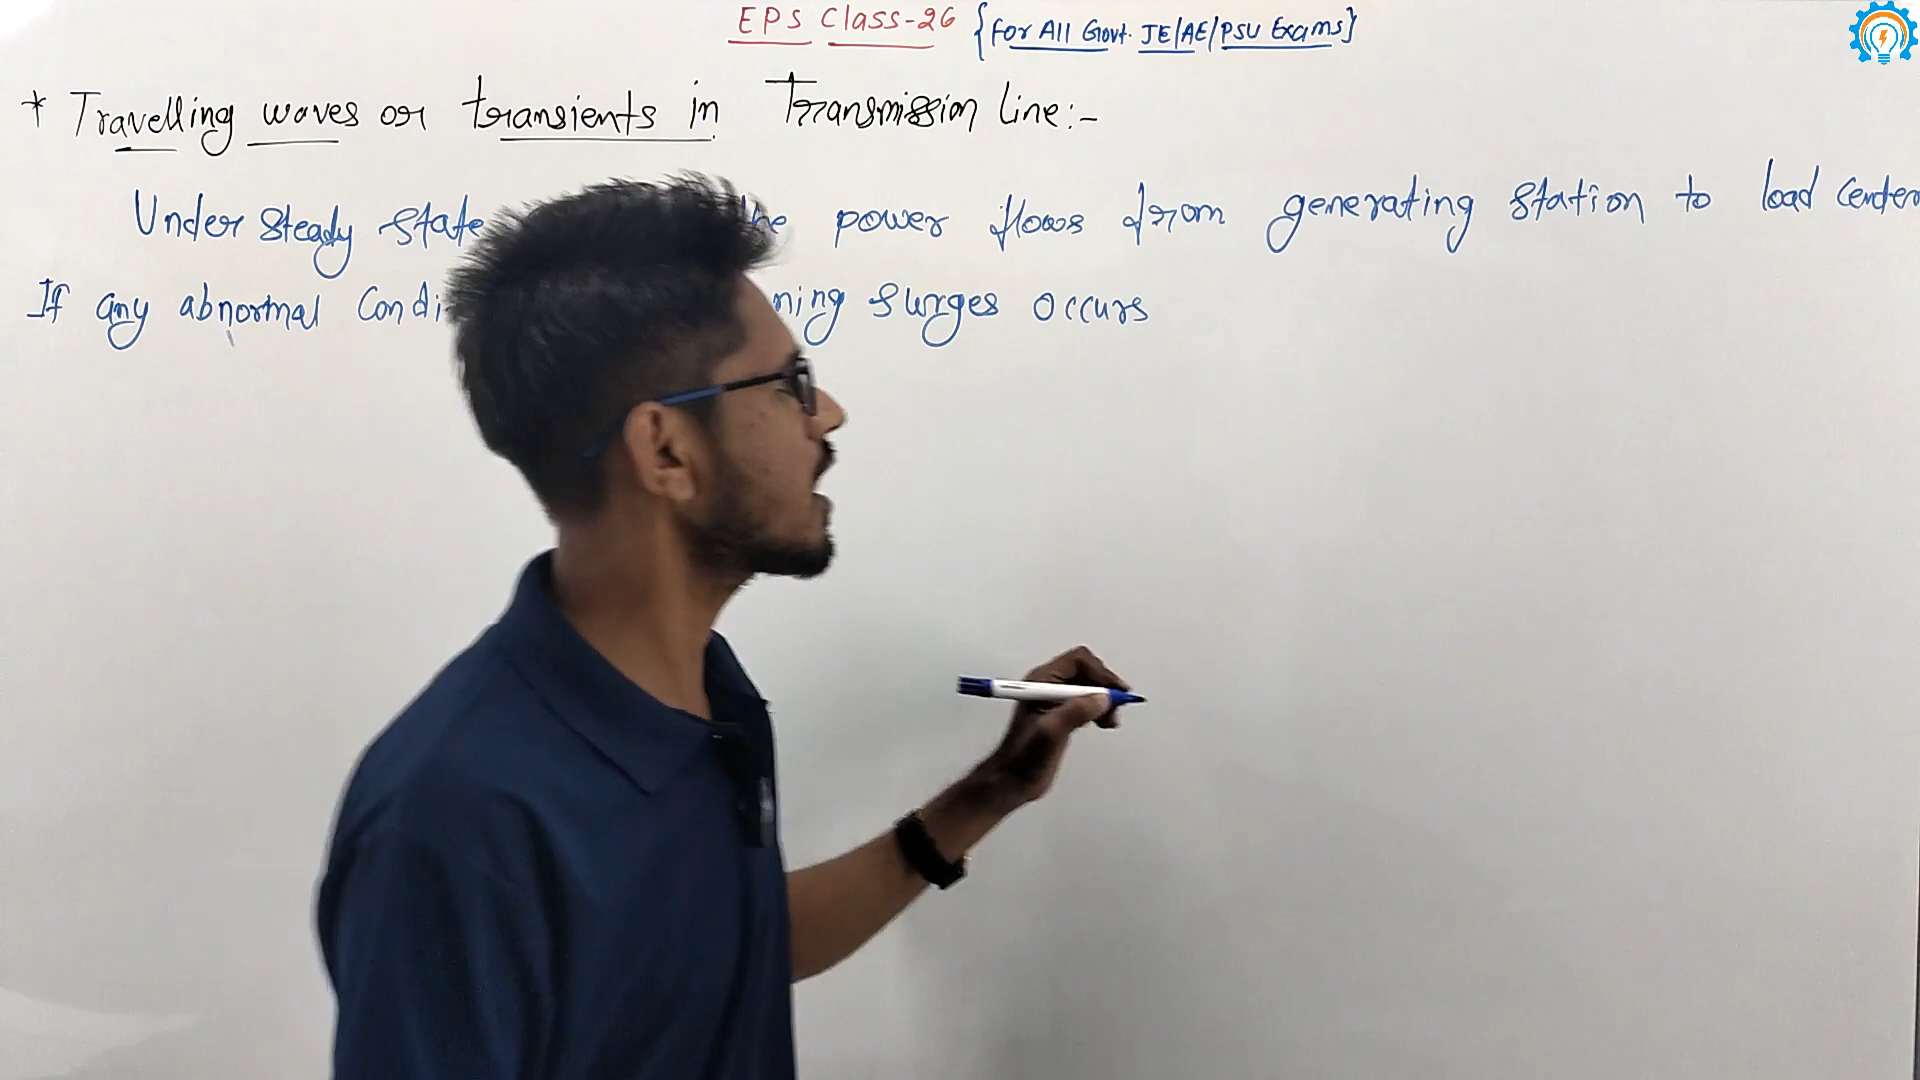 EPS Class-26 {For All Govt. JE/AE/PSU Exams}
* Travelling waves or transients in Transmission line:-
Under steady state the power flows from generating station to load center
If any abnormal Condi ning surges occurs